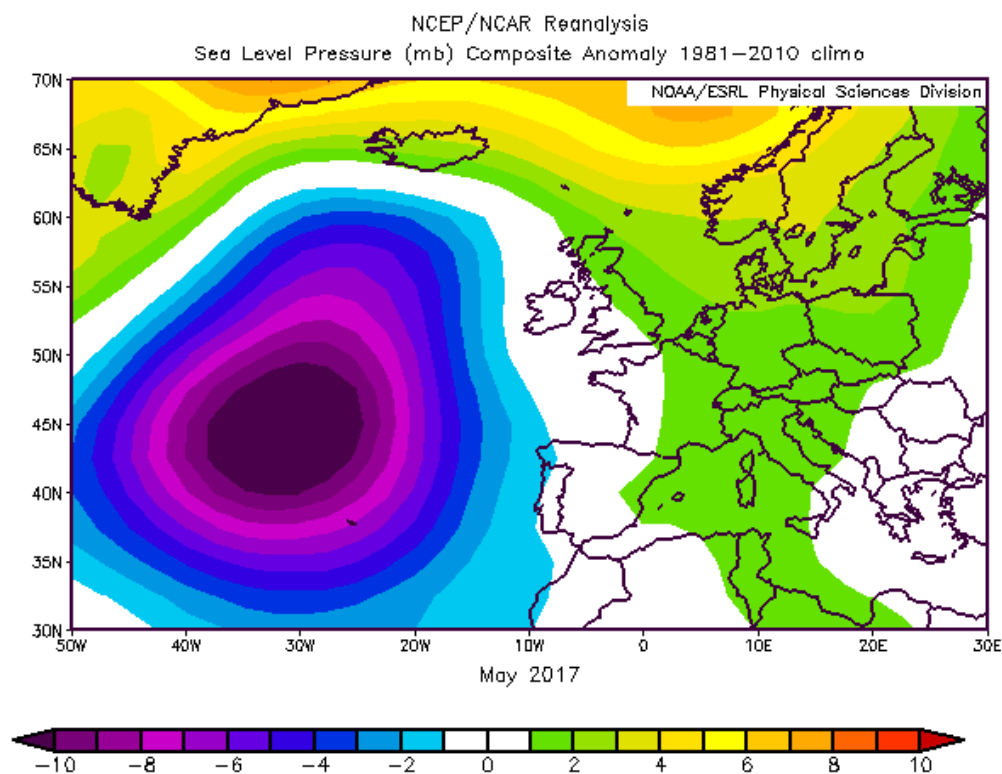 NCEP/NCAR Reanalysis
Sea Level Pressure (mb) Composite Anomaly 1981-2010 climo
NOAA/ESRL Physical Sciences Division
70N
65N
60N
55N
50N
45N
40N
35N
30N
50W 40W 30W 20W 10W 0 10E 20E 30E
May 2017
-10 -8 -6 -4 -2 0 2 4 6 8 10